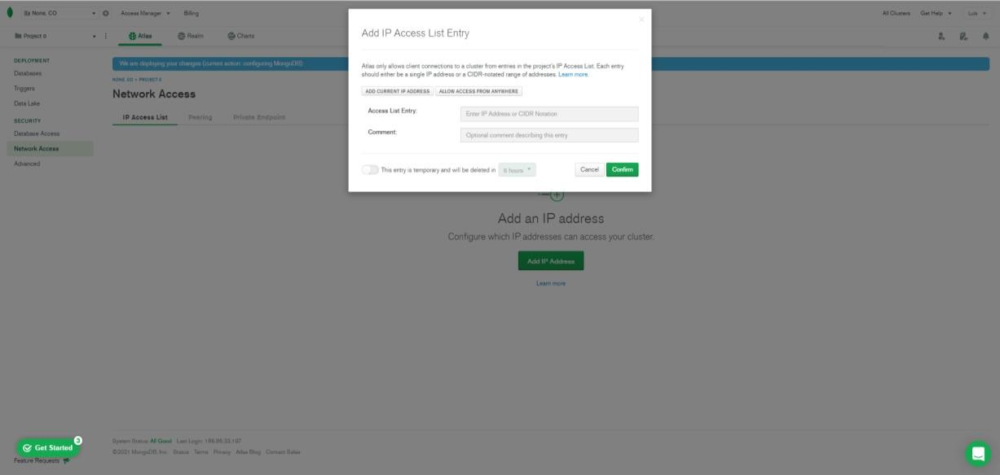 None, CO
Access Manager
Billing
All Clusters
Get Help
Luis
Project 0
Atlas
Realm
Charts
DEPLOYMENT
Databases
Triggers
Data Lake
SECURITY
Database Access
Network Access
Advanced
We are deploying your changes (current action: configuring MongoDB)
NONE, CO > PROJECT 0
Network Access
IP Access List
Peering
Private Endpoint
×
Add IP Access List Entry
Atlas only allows client connections to a cluster from entries in the project's IP Access List. Each entry
should either be a single IP address or a CIDR-notated range of addresses. Learn more.
ADD CURRENT IP ADDRESS
ALLOW ACCESS FROM ANYWHERE
Access List Entry:
Enter IP Address or CIDR Notation
Comment:
Optional comment describing this entry
This entry is temporary and will be deleted in
6 hours
Cancel
Confirm
Add an IP address
Configure which IP addresses can access your cluster.
Add IP Address
Learn more
System Status: All Good Last Login: 186.86.33.197
©2021 MongoDB, Inc. Status Terms Privacy Atlas Blog Contact Sales
Get Started
3
Feature Requests